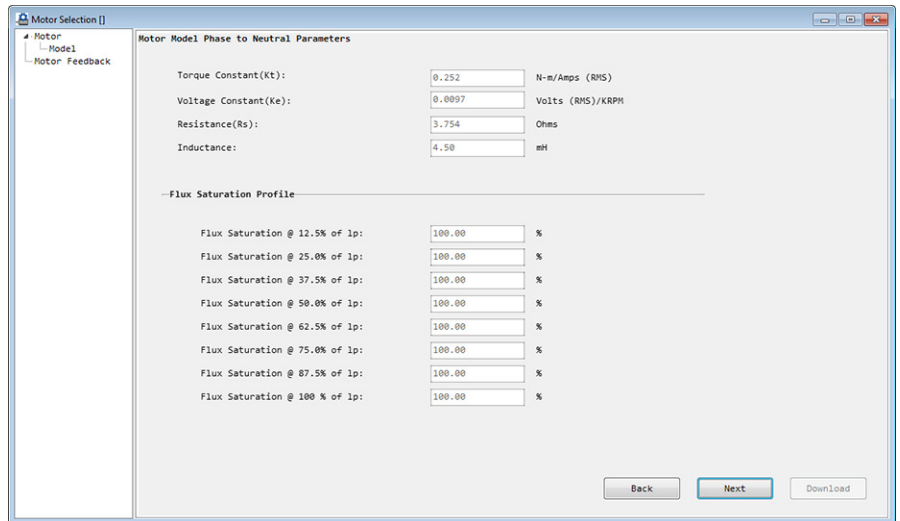 Motor Selection []
Motor
Model
Motor Feedback
Motor Model Phase to Neutral Parameters
Torque Constant(Kt): 0.252 N-m/Amps (RMS)
Voltage Constant(Ke): 0.0097 Volts (RMS)/KRPM
Resistance(Rs): 3.754 Ohms
Inductance: 4.50 mH
Flux Saturation Profile
Flux Saturation @ 12.5% of lp: 100.00 %
Flux Saturation @ 25.0% of lp: 100.00 %
Flux Saturation @ 37.5% of lp: 100.00 %
Flux Saturation @ 50.0% of lp: 100.00 %
Flux Saturation @ 62.5% of lp: 100.00 %
Flux Saturation @ 75.0% of lp: 100.00 %
Flux Saturation @ 87.5% of lp: 100.00 %
Flux Saturation @ 100 % of lp: 100.00 %
Back Next Download